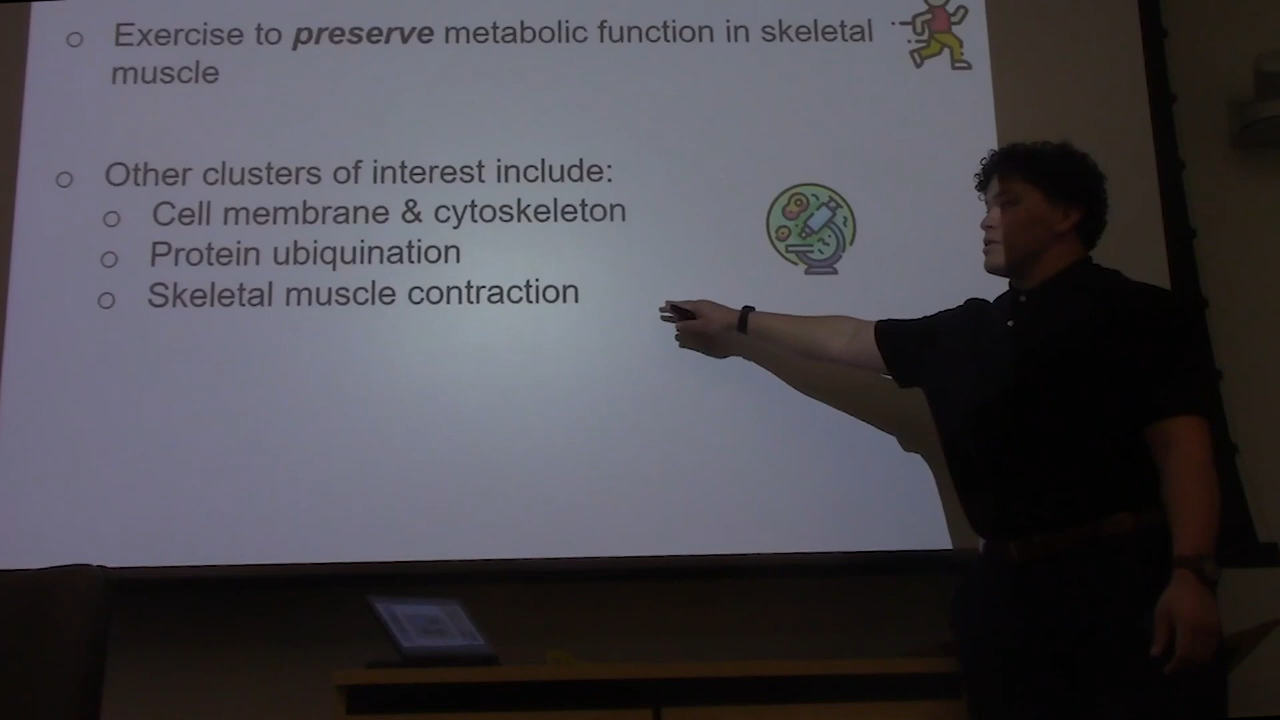 Exercise to preserve metabolic function in skeletal
muscle
Other clusters of interest include:
Cell membrane & cytoskeleton
Protein ubiquination
Skeletal muscle contraction